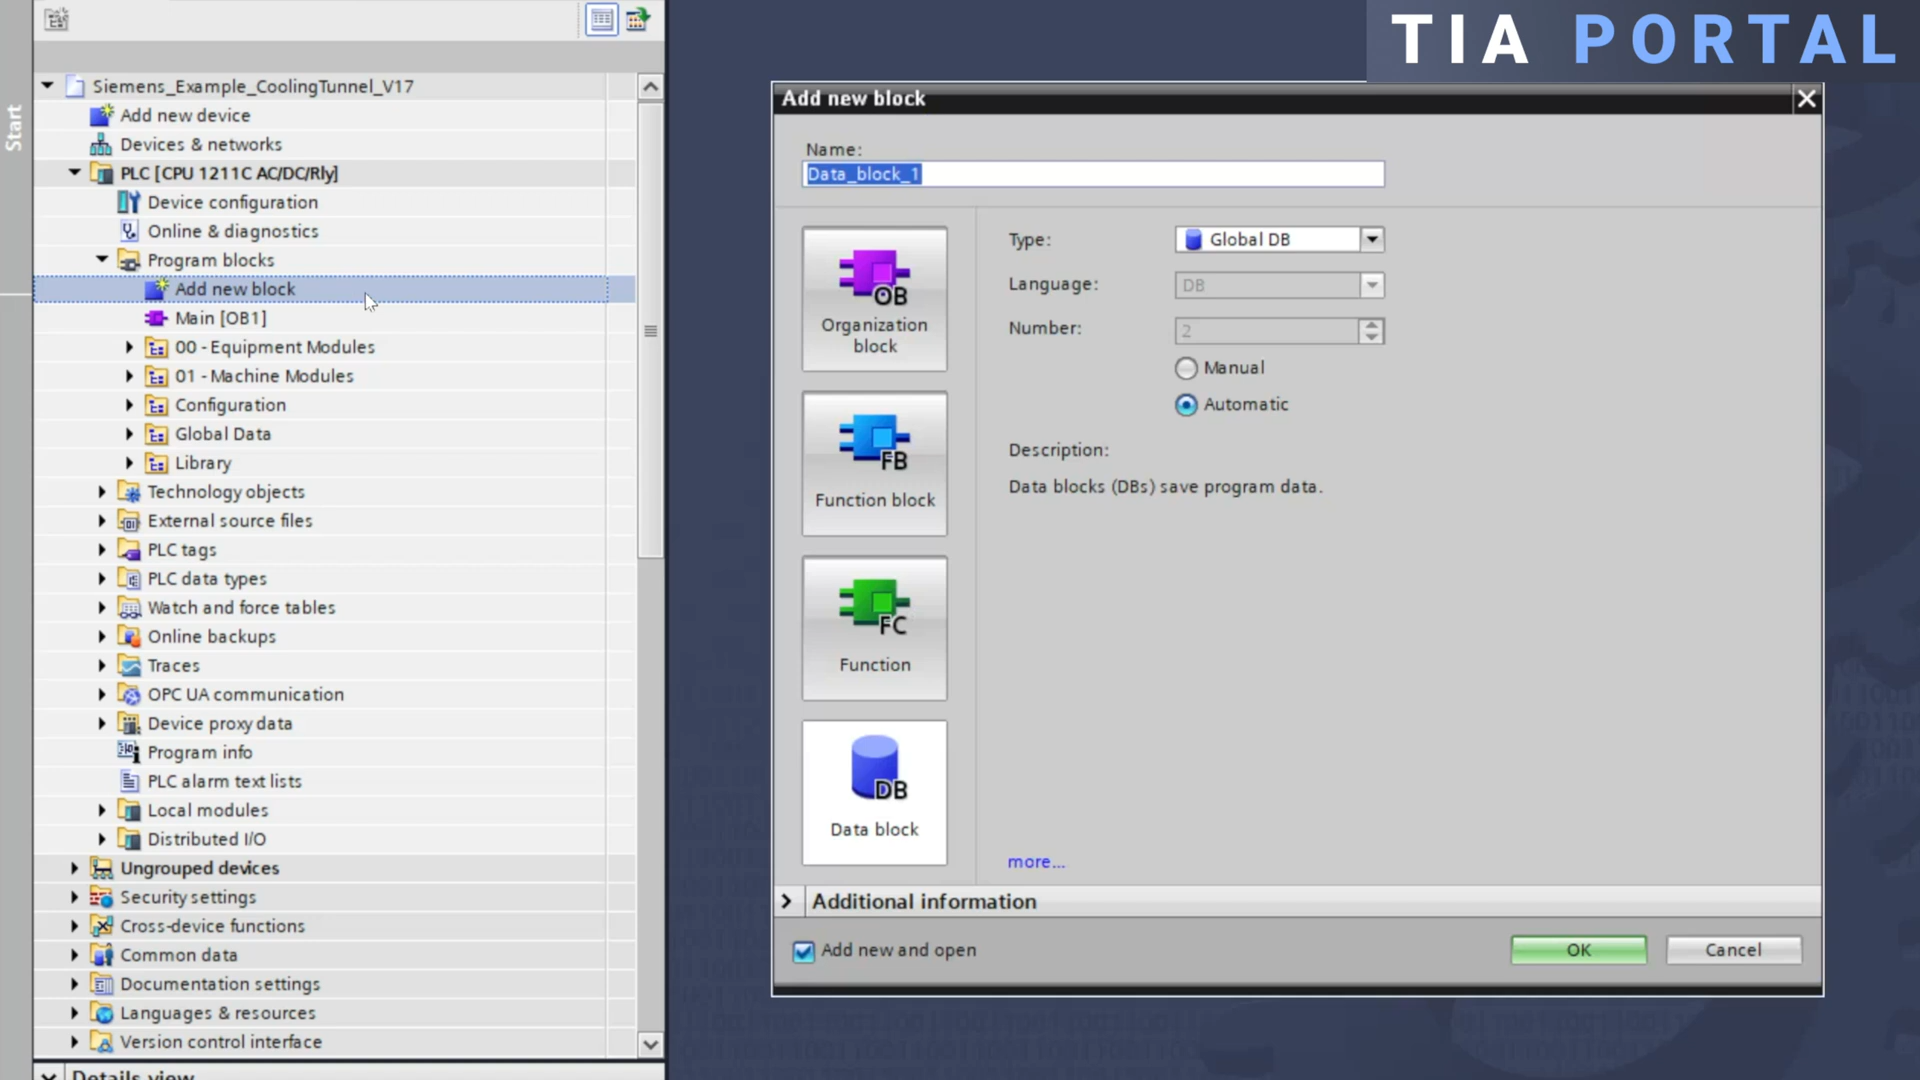 TIA PORTAL
Start
Siemens_Example_CoolingTunnel_V17
Add new device
Devices & networks
PLC [CPU 1211C AC/DC/Rly]
Device configuration
Online & diagnostics
Program blocks
Add new block
Main [OB1]
00 - Equipment Modules
01 - Machine Modules
Configuration
Global Data
Library
Technology objects
External source files
PLC tags
PLC data types
Watch and force tables
Online backups
Traces
OPC UA communication
Device proxy data
Program info
PLC alarm text lists
Local modules
Distributed I/O
Ungrouped devices
Security settings
Cross-device functions
Common data
Documentation settings
Languages & resources
Version control interface
Details view
Add new block
Name:
Data_block_1
OB
Organization
block
FB
Function block
FC
Function
DB
Data block
Type: Global DB
Language: DB
Number: 2
Manual
Automatic
Description:
Data blocks (DBs) save program data.
more...
Additional information
Add new and open
OK Cancel